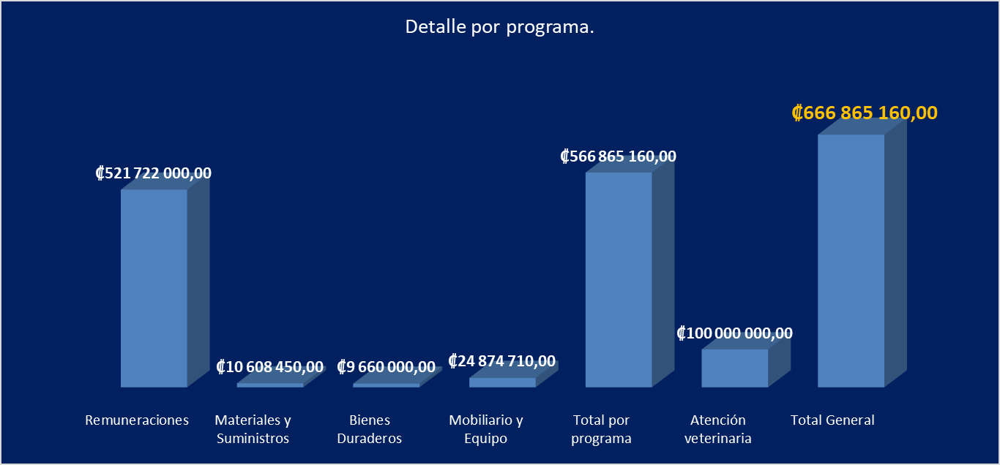 Detalle por programa.
₡666 865 160,00
₡566 865 160,00
₡521 722 000,00
₡100 000 000,00
₡24 874 710,00
₡10 608 450,00
₡9 660 000,00
Remuneraciones
Materiales y
Suministros
Bienes
Duraderos
Mobiliario y
Equipo
Total por
programa
Atención
veterinaria
Total General